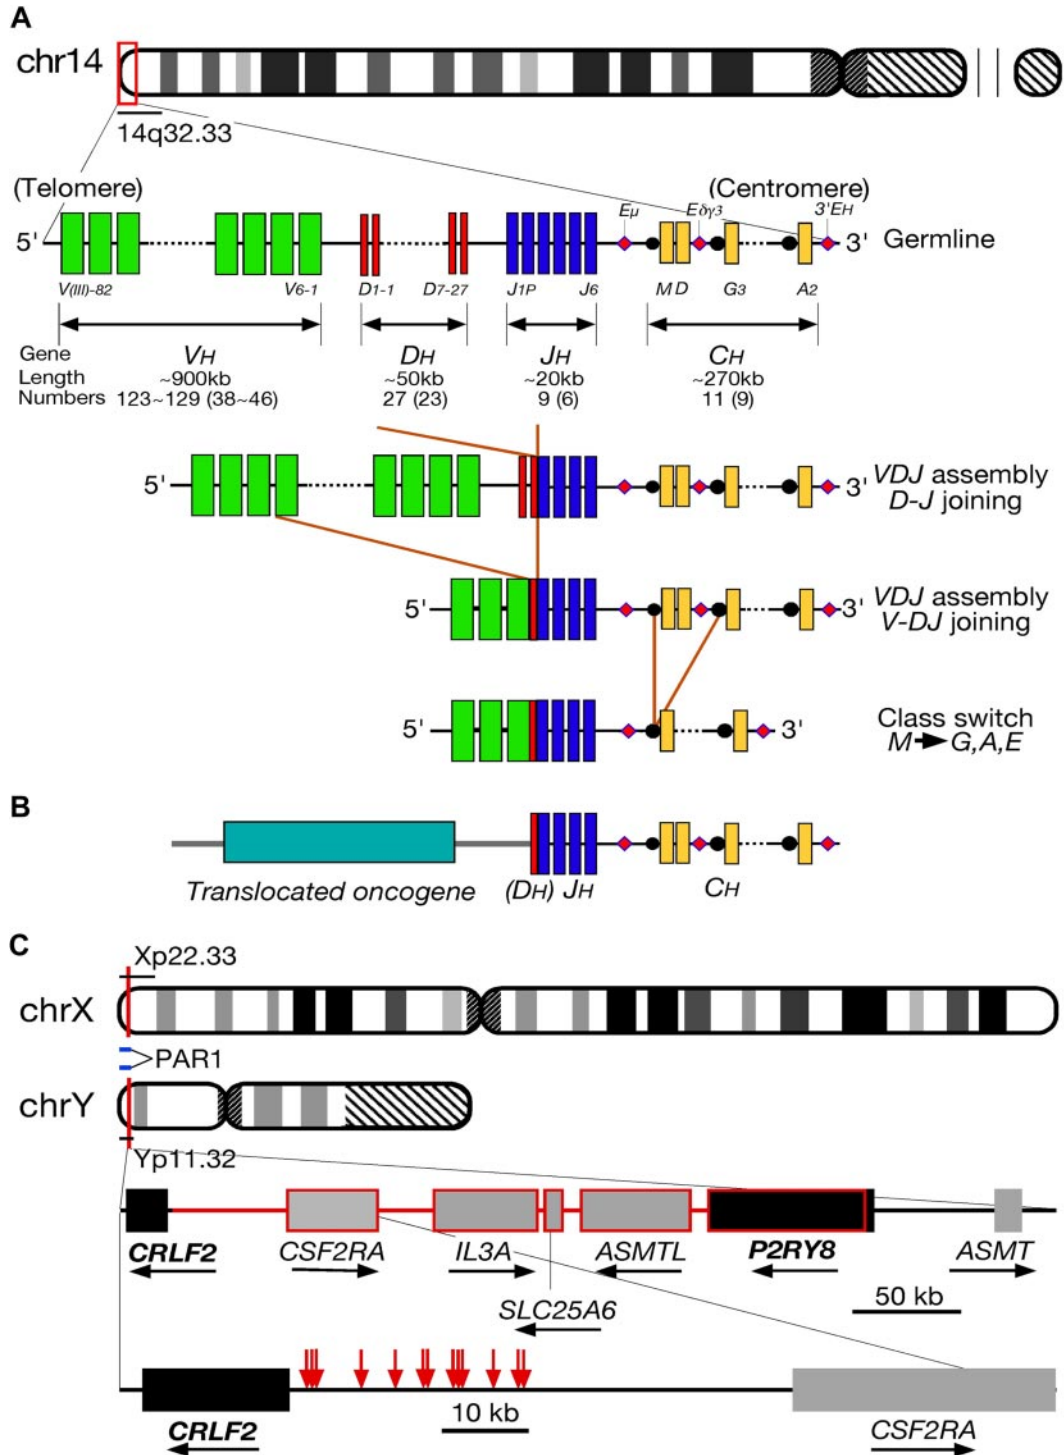 A
chr14
14q32.33
(Telomere)
(Centromere)
Eμ
Eδγ3
3'EH
5'
3'
Germline
V(III)-82
V6-1
D1-1
D7-27
J1P
J6
M D
G3
A2
Gene
VH
DH
JH
CH
Length
~900kb
~50kb
~20kb
~270kb
Numbers
123~129 (38~46)
27 (23)
9 (6)
11 (9)
5'
3'
VDJ assembly
D-J joining
5'
3'
VDJ assembly
V-DJ joining
5'
3'
Class switch
M G,A,E
B
Translocated oncogene
(DH) JH
CH
C
Xp22.33
chrX
PAR1
chrY
Yp11.32
CRLF2
CSF2RA
IL3A
SLC25A6
ASMTL
P2RY8
ASMT
50 kb
CRLF2
10 kb
CSF2RA